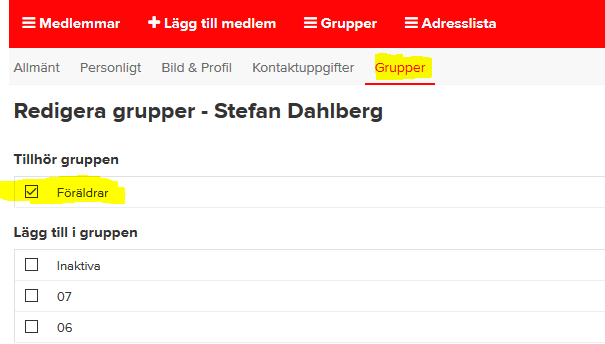 Medlemmar Lägg till medlem Grupper Adresslista
Allmänt Personligt Bild & Profil Kontaktuppgifter Grupper
Redigera grupper - Stefan Dahlberg
Tillhör gruppen
Föräldrar
Lägg till i gruppen
Inaktiva
07
06